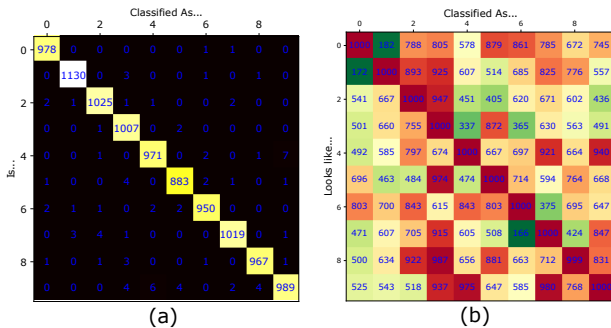 Classified As...
0 2 4 6 8
0
2
4
6
8
Is...
978 0 0 0 0 0 1 1 0 0
0 1130 0 3 0 0 1 0 1 0
2 1 1025 1 1 0 0 2 0
0 0 0 1007 0 2 0 0 1 0
0 0 1 0 971 0 2 0 1 7
1 0 0 4 0 883 2 0 1 1
2 1 1 0 2 2 950 0 0
0 3 4 1 0 0 0 1019 0
1 0 1 3 0 0 1 0 967 1
0 0 0 4 6 4 0 2 4 989
(a)
Classified As...
0 2 4 6 8
0
2
4
6
8
Looks like...
1000 182 788 805 578 879 861 785 672 745
172 1000 893 925 607 514 685 825 776 557
541 667 1000 947 451 405 620 671 602 436
501 660 755 1000 337 872 365 630 563 491
492 585 797 674 1000 667 697 921 664 940
696 463 484 974 474 1000 714 594 764 668
803 700 843 615 843 803 1000 375 695 647
471 607 705 915 605 508 166 1000 424 847
500 634 922 967 656 881 663 712 999 831
525 543 518 937 975 647 585 980 768 1000
(b)